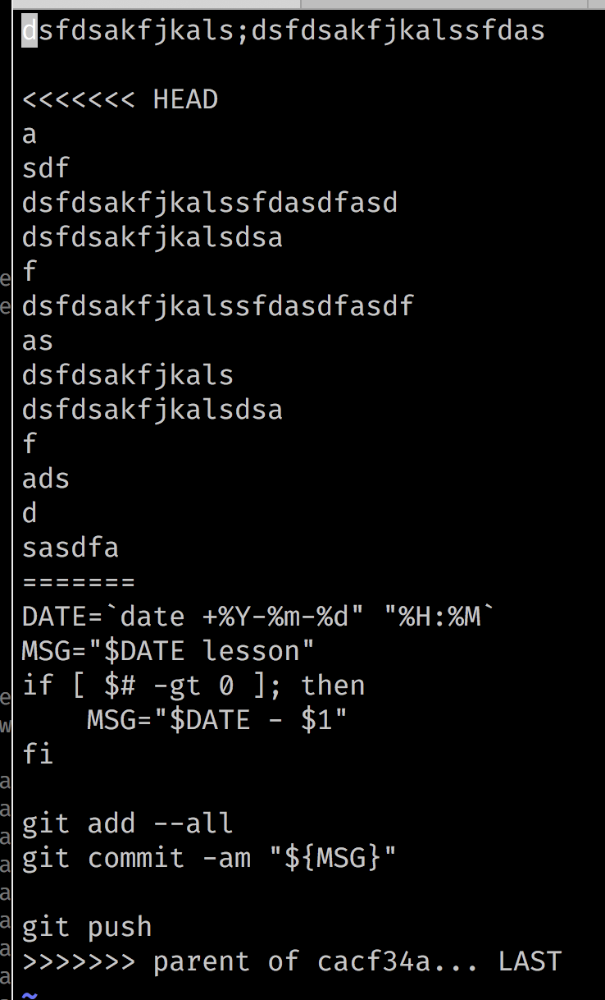 dsfdsakfjkals;dsfdsakfjkalssfdas

<<<<<<< HEAD
a
sdf
dsfdsakfjkalssfdasdfasd
dsfdsakfjkalsdsa
f
dsfdsakfjkalssfdasdfasdf
as
dsfdsakfjkals
dsfdsakfjkalsdsa
f
ads
d
sasdfa
=======
DATE=`date +%Y-%m-%d" "%H:%M`
MSG="$DATE lesson"
if [ $# -gt 0 ]; then
    MSG="$DATE - $1"
fi

git add --all
git commit -am "${MSG}"

git push
>>>>>>> parent of cacf34a... LAST
~